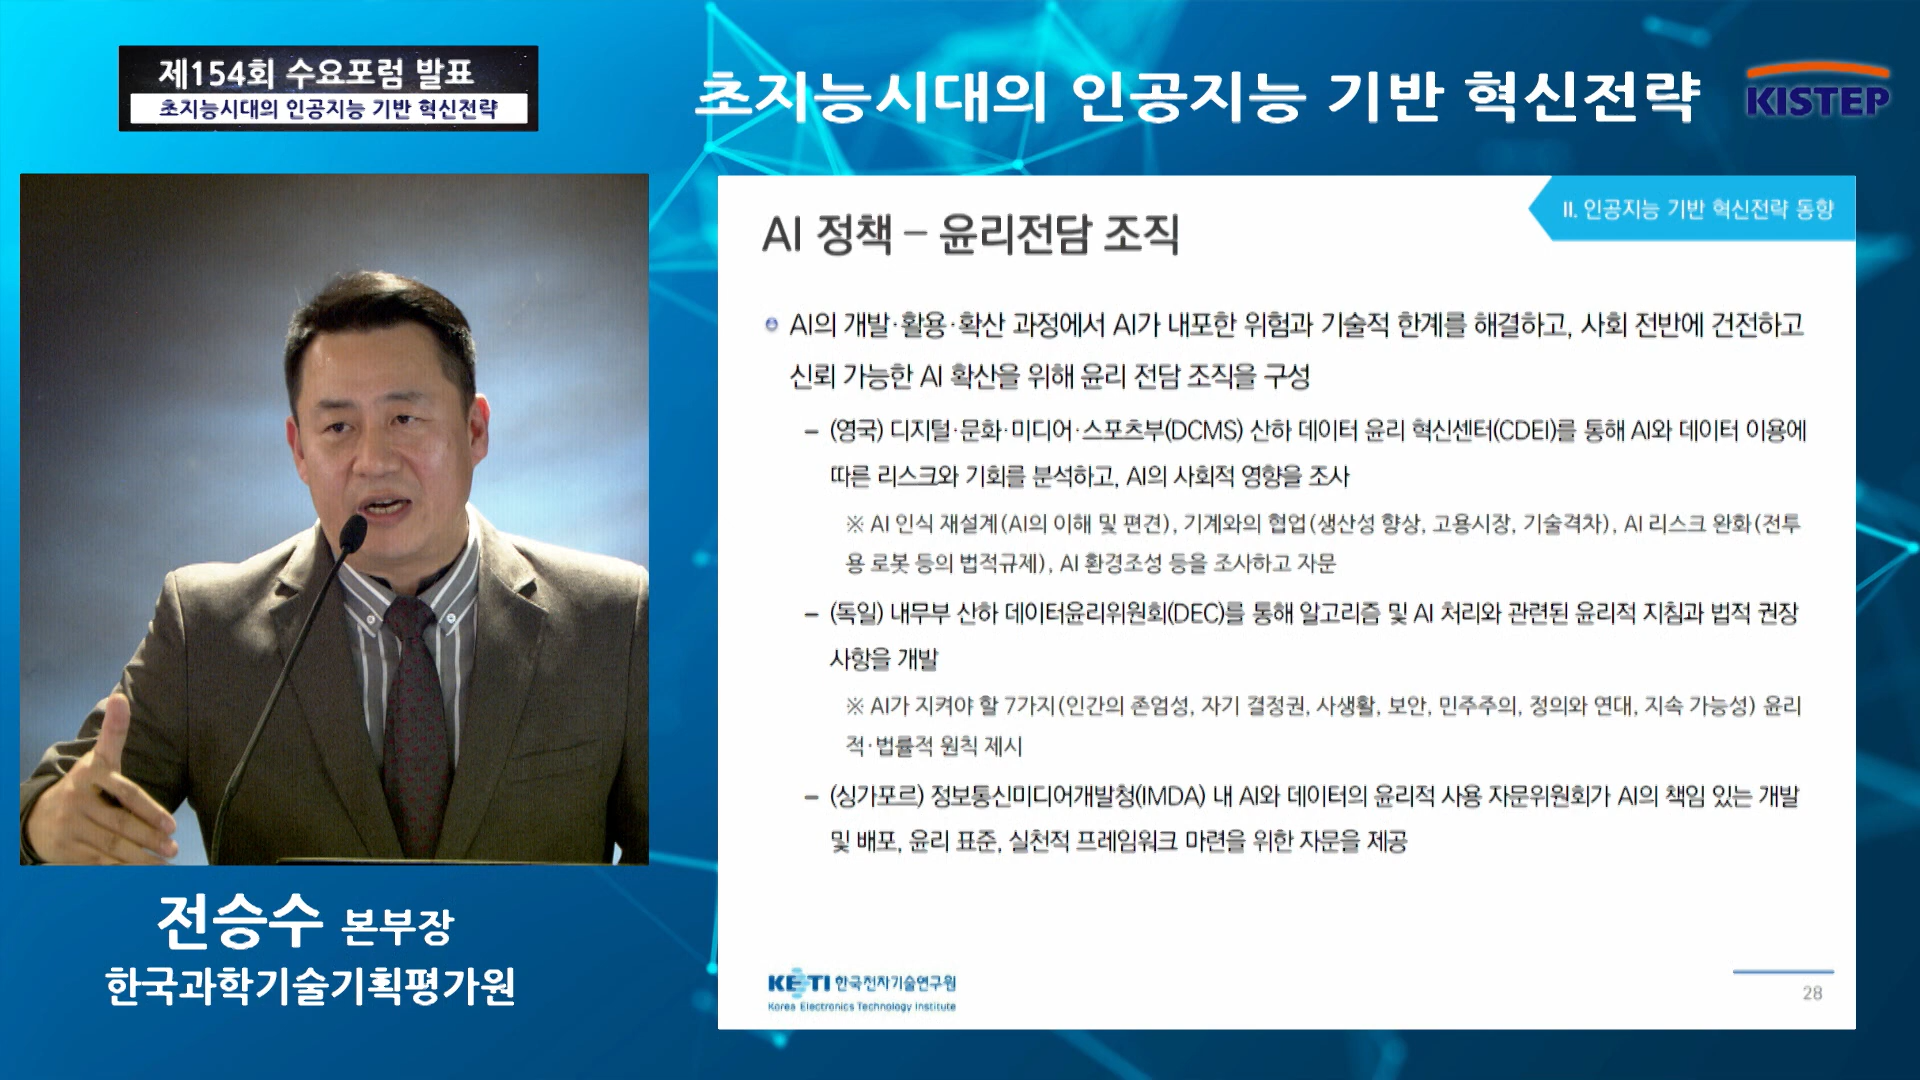 제154회 수요포럼 발표
초지능시대의 인공지능 기반 혁신전략
초지능시대의 인공지능 기반 혁신전략
KISTEP
II. 인공지능 기반 혁신전략 동향
AI 정책 – 윤리전담 조직
AI의 개발·활용·확산 과정에서 AI가 내포한 위험과 기술적 한계를 해결하고, 사회 전반에 건전하고
신뢰 가능한 AI 확산을 위해 윤리 전담 조직을 구성
– (영국) 디지털·문화·미디어·스포츠부(DCMS) 산하 데이터 윤리 혁신센터(CDEI)를 통해 AI와 데이터 이용에
따른 리스크와 기회를 분석하고, AI의 사회적 영향을 조사
※ AI 인식 재설계(AI의 이해 및 편견), 기계와의 협업(생산성 향상, 고용시장, 기술격차), AI 리스크 완화(전투
용 로봇 등의 법적규제), AI 환경조성 등을 조사하고 자문
– (독일) 내무부 산하 데이터윤리위원회(DEC)를 통해 알고리즘 및 AI 처리와 관련된 윤리적 지침과 법적 권장
사항을 개발
※ AI가 지켜야 할 7가지(인간의 존엄성, 자기 결정권, 사생활, 보안, 민주주의, 정의와 연대, 지속 가능성) 윤리
적·법률적 원칙 제시
– (싱가포르) 정보통신미디어개발청(IMDA) 내 AI와 데이터의 윤리적 사용 자문위원회가 AI의 책임 있는 개발
및 배포, 윤리 표준, 실천적 프레임워크 마련을 위한 자문을 제공
KETI 한국전자기술연구원
Korea Electronics Technology Institute
28
전승수 본부장
한국과학기술기획평가원